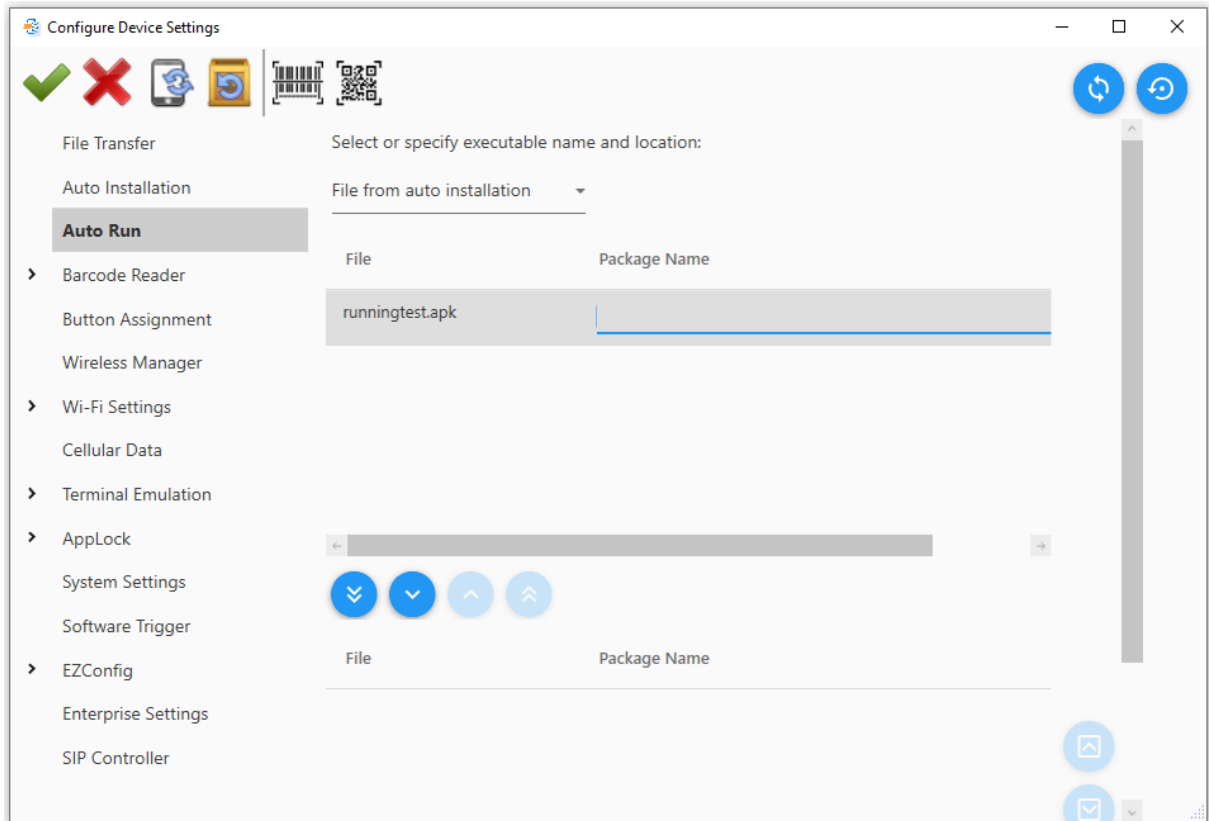 Configure Device Settings
File Transfer
Auto Installation
Auto Run
Barcode Reader
Button Assignment
Wireless Manager
Wi-Fi Settings
Cellular Data
Terminal Emulation
AppLock
System Settings
Software Trigger
EZConfig
Enterprise Settings
SIP Controller
Select or specify executable name and location:
File from auto installation
File Package Name
runningtest.apk
File Package Name